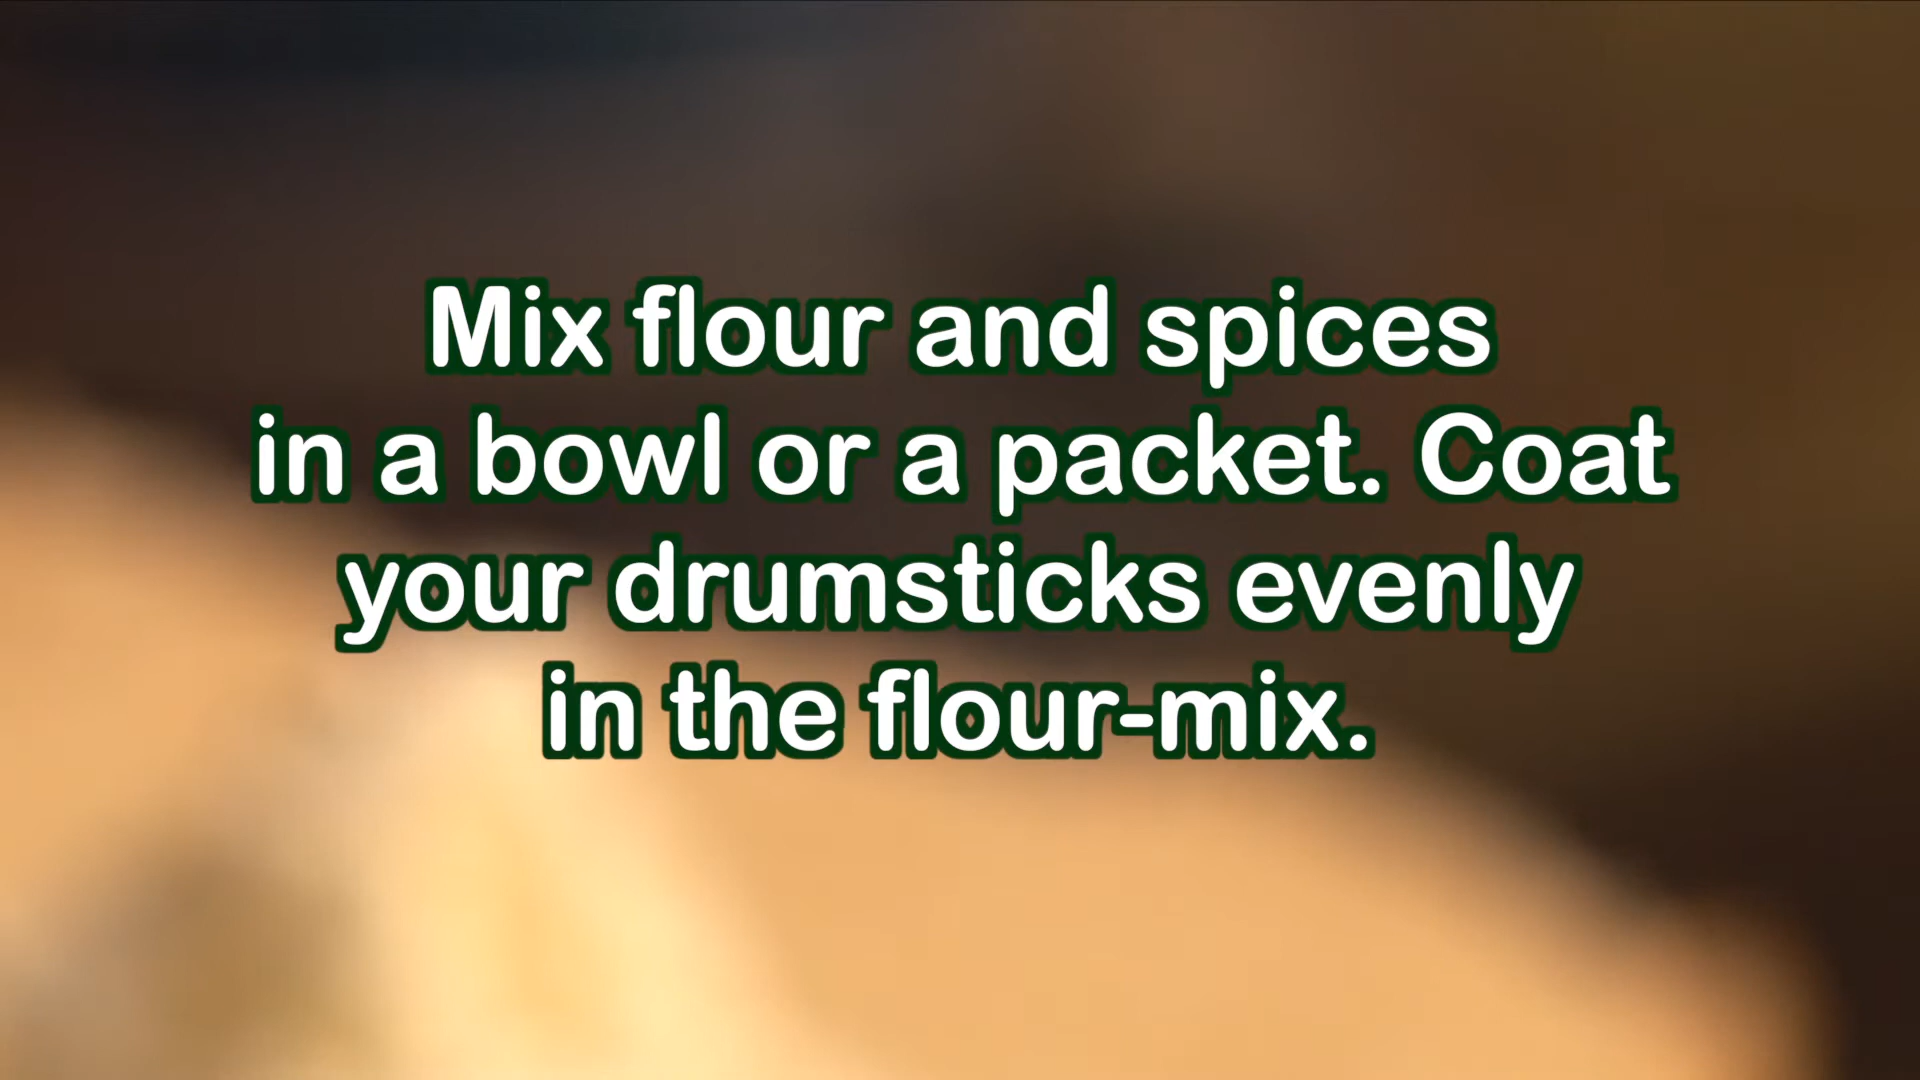 Mix flour and spices
in a bowl or a packet. Coat
your drumsticks evenly
in the flour-mix.